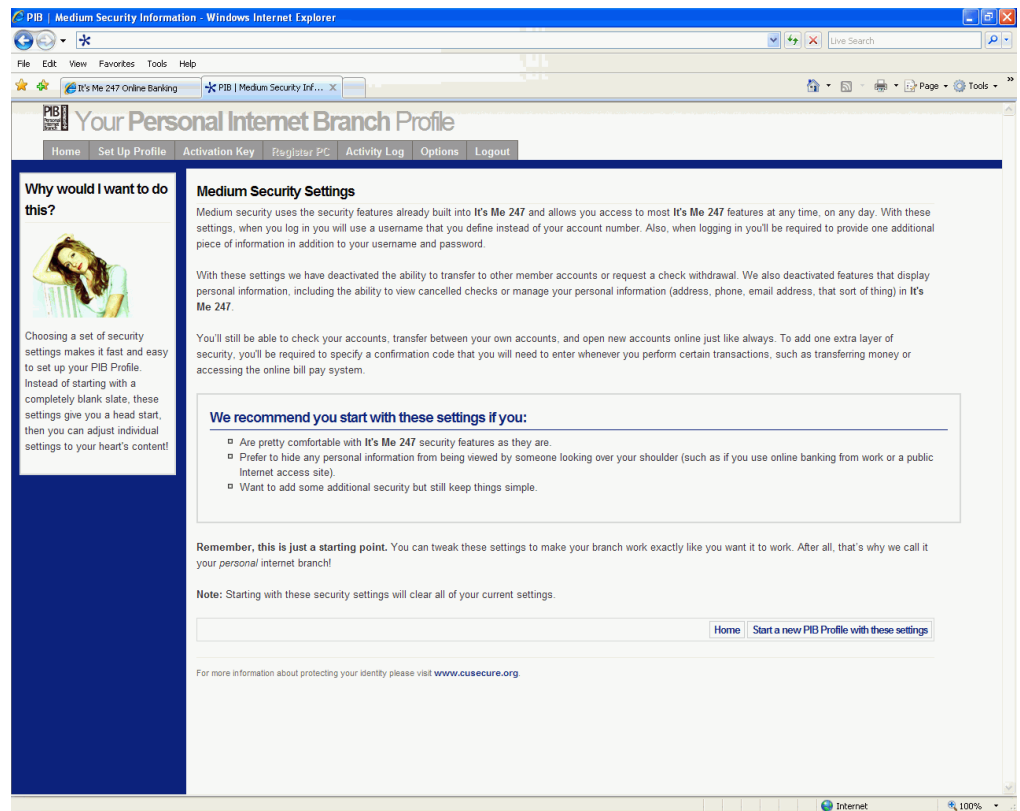 PIB | Medium Security Information - Windows Internet Explorer
Live Search
File Edit View Favorites Tools Help
It's Me 247 Online Banking
PIB | Medium Security Inf...
Page
Tools
»
PIB
Your Personal Internet Branch Profile
Home Set Up Profile Activation Key Register PC Activity Log Options Logout
Why would I want to do
this?
Choosing a set of security
settings makes it fast and easy
to set up your PIB Profile.
Instead of starting with a
completely blank slate, these
settings give you a head start,
then you can adjust individual
settings to your heart's content!
Medium Security Settings
Medium security uses the security features already built into It's Me 247 and allows you access to most It's Me 247 features at any time, on any day. With these
settings, when you log in you will use a username that you define instead of your account number. Also, when logging in you'll be required to provide one additional
piece of information in addition to your username and password.
With these settings we have deactivated the ability to transfer to other member accounts or request a check withdrawal. We also deactivated features that display
personal information, including the ability to view cancelled checks or manage your personal information (address, phone, email address, that sort of thing) in It's
Me 247.
You'll still be able to check your accounts, transfer between your own accounts, and open new accounts online just like always. To add one extra layer of
security, you'll be required to specify a confirmation code that you will need to enter whenever you perform certain transactions, such as transferring money or
accessing the online bill pay system.
We recommend you start with these settings if you:
Are pretty comfortable with It's Me 247 security features as they are.
Prefer to hide any personal information from being viewed by someone looking over your shoulder (such as if you use online banking from work or a public
Internet access site).
Want to add some additional security but still keep things simple.
Remember, this is just a starting point. You can tweak these settings to make your branch work exactly like you want it to work. After all, that's why we call it
your personal internet branch!
Note: Starting with these security settings will clear all of your current settings.
Home Start a new PIB Profile with these settings
For more information about protecting your identity please visit www.cusecure.org.
Internet
100%